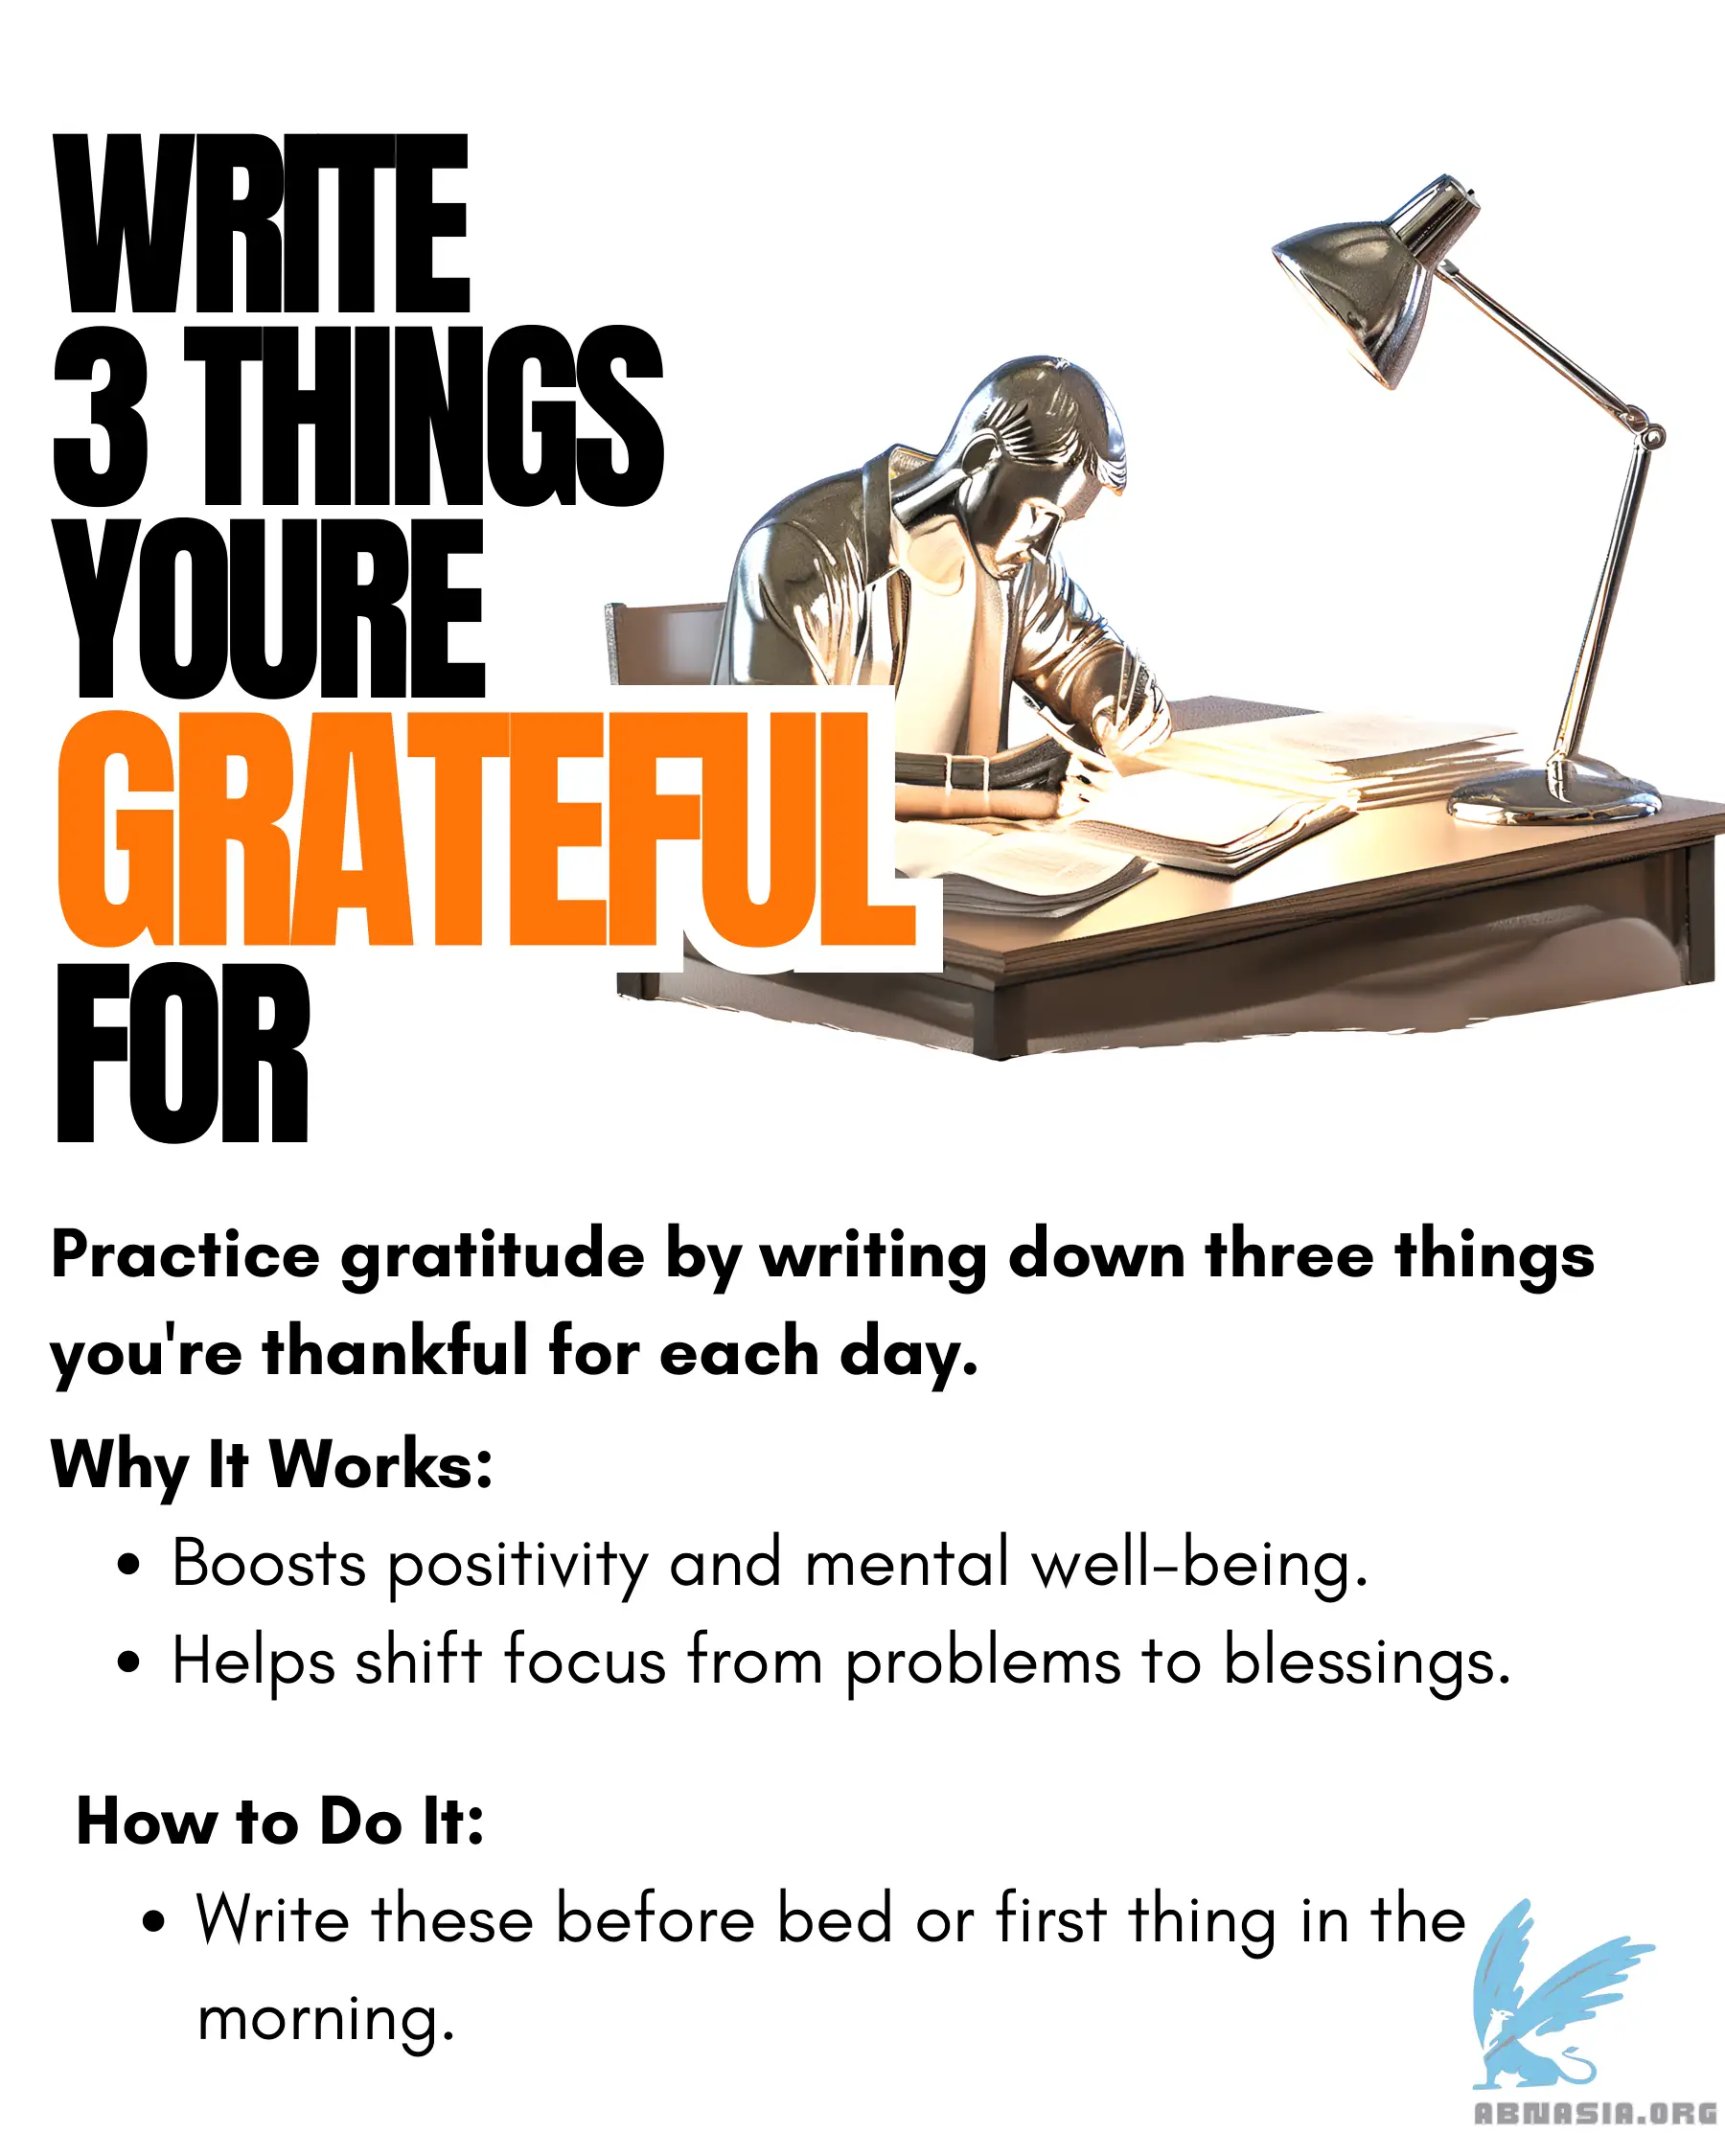 WRITE
3 THINGS
YOURE
GRATEFUL
FOR
Practice gratitude by writing down three things
you're thankful for each day.
Why It Works:
• Boosts positivity and mental well-being.
• Helps shift focus from problems to blessings.
How to Do It:
• Write these before bed or first thing in the
morning.
ABNASIA.ORG